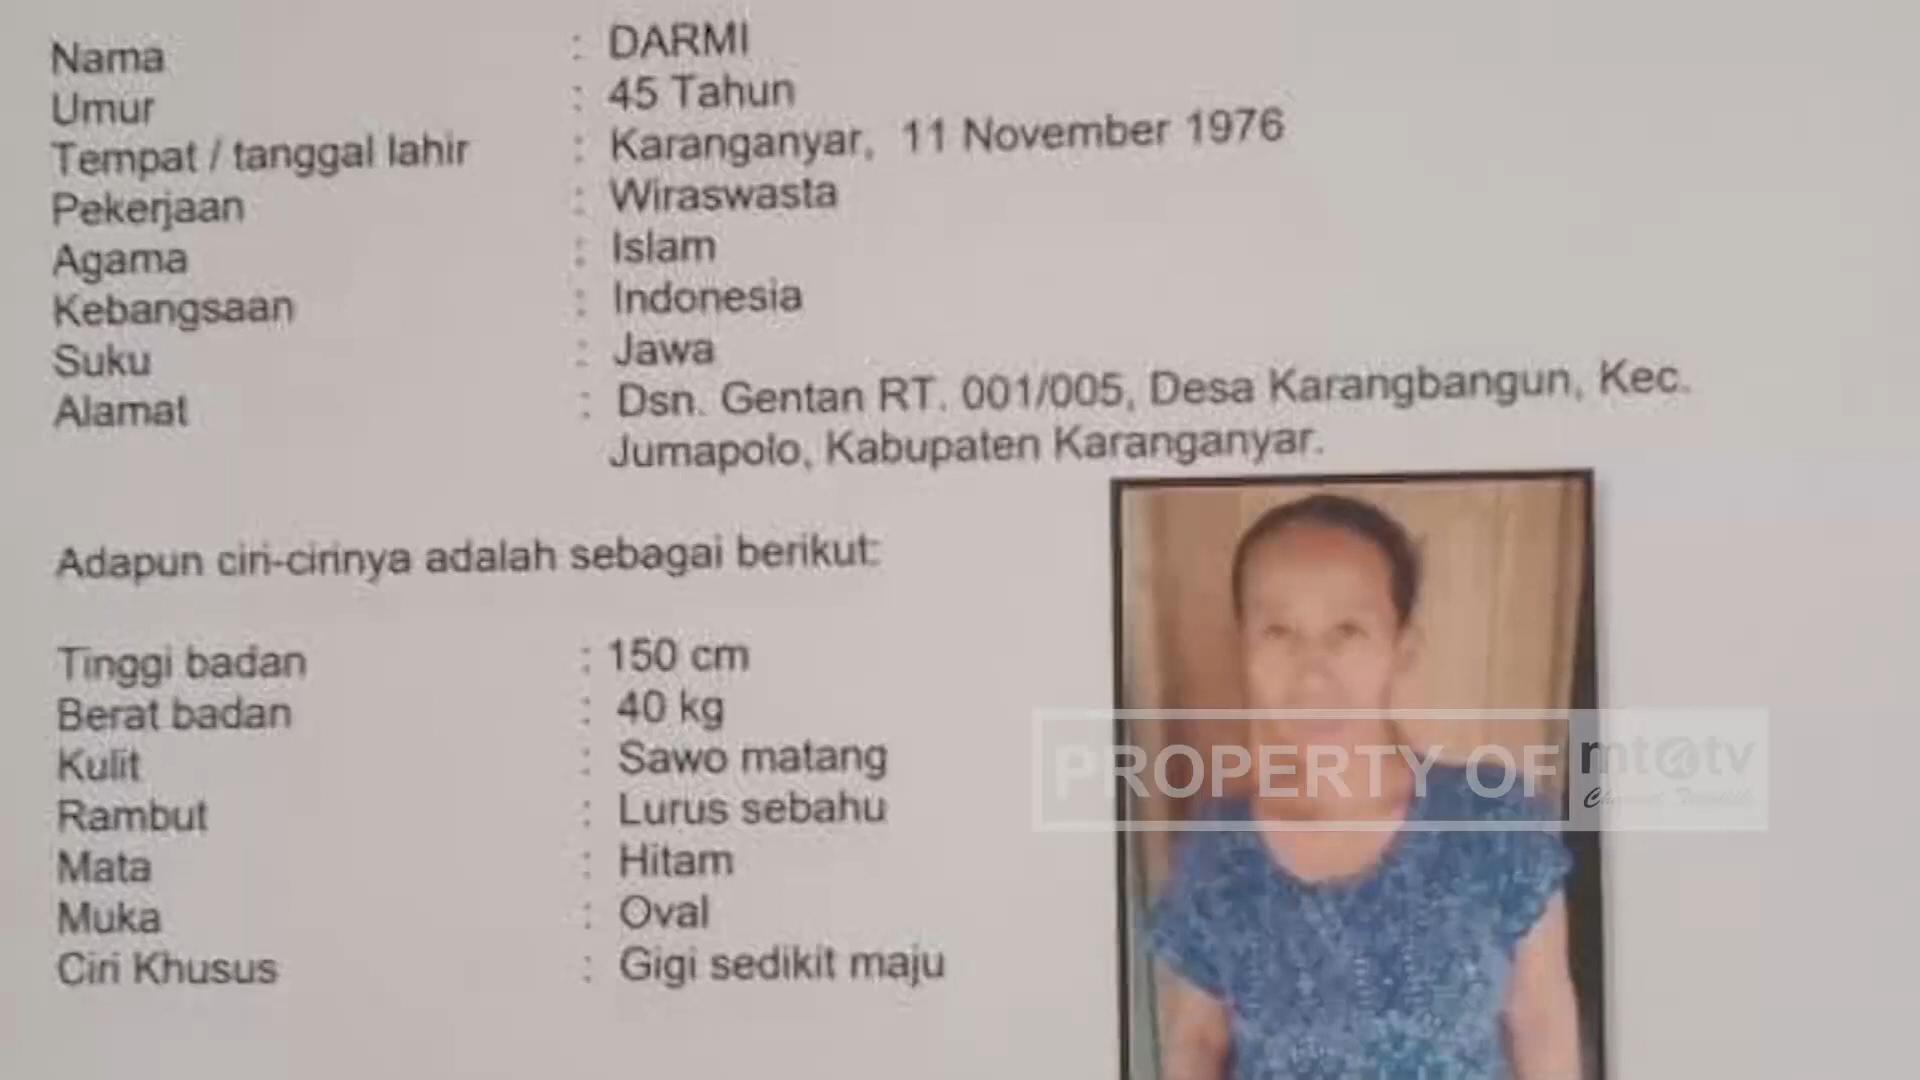 Nama : DARMI
Umur : 45 Tahun
Tempat / tanggal lahir : Karanganyar, 11 November 1976
Pekerjaan : Wiraswasta
Agama : Islam
Kebangsaan : Indonesia
Suku : Jawa
Alamat : Dsn. Gentan RT. 001/005, Desa Karangbangun, Kec.
Jumapolo, Kabupaten Karanganyar.
Adapun ciri-cirinya adalah sebagai berikut:
Tinggi badan : 150 cm
Berat badan : 40 kg
Kulit : Sawo matang
Rambut : Lurus sebahu
Mata : Hitam
Muka : Oval
Ciri Khusus : Gigi sedikit maju
PROPERTY OF